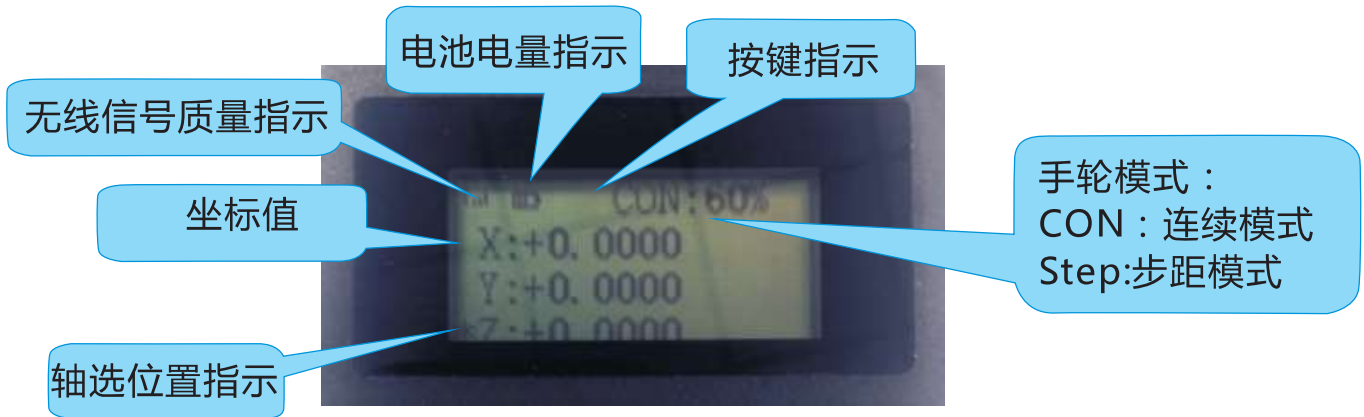 电池电量指示
按键指示
无线信号质量指示
坐标值
轴选位置指示
CON:60%
X:+0.0000
Y:+0.0000
*Z:+0.0000
手轮模式：
CON：连续模式
Step:步距模式